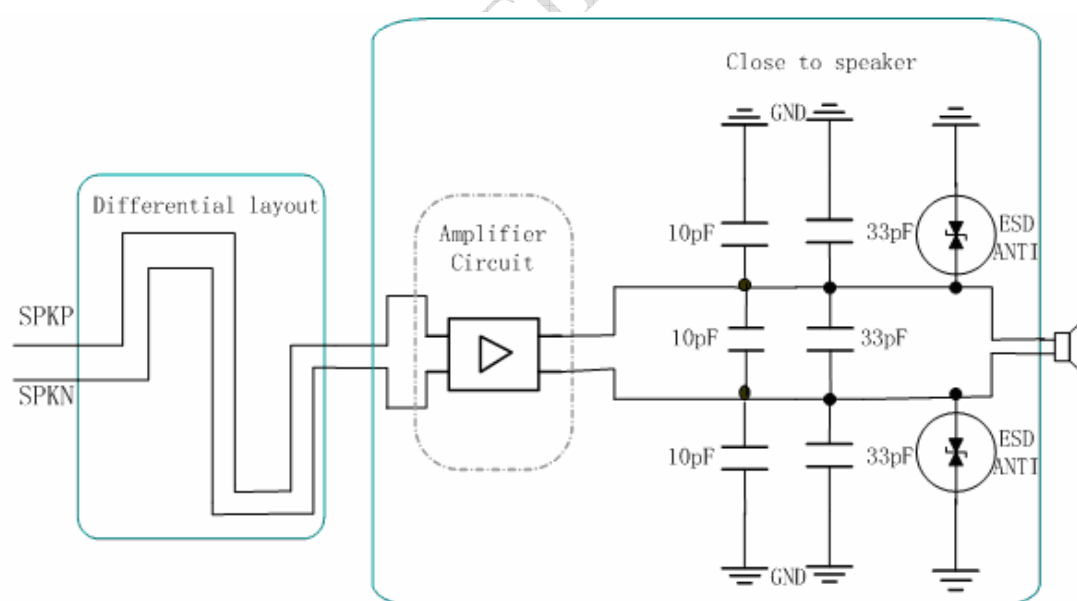 Close to speaker
GND
Differential layout
Amplifier
Circuit
10pF
33pF
ESD
ANTI
SPKP
SPKN
10pF
33pF
10pF
33pF
ESD
ANTI
GND